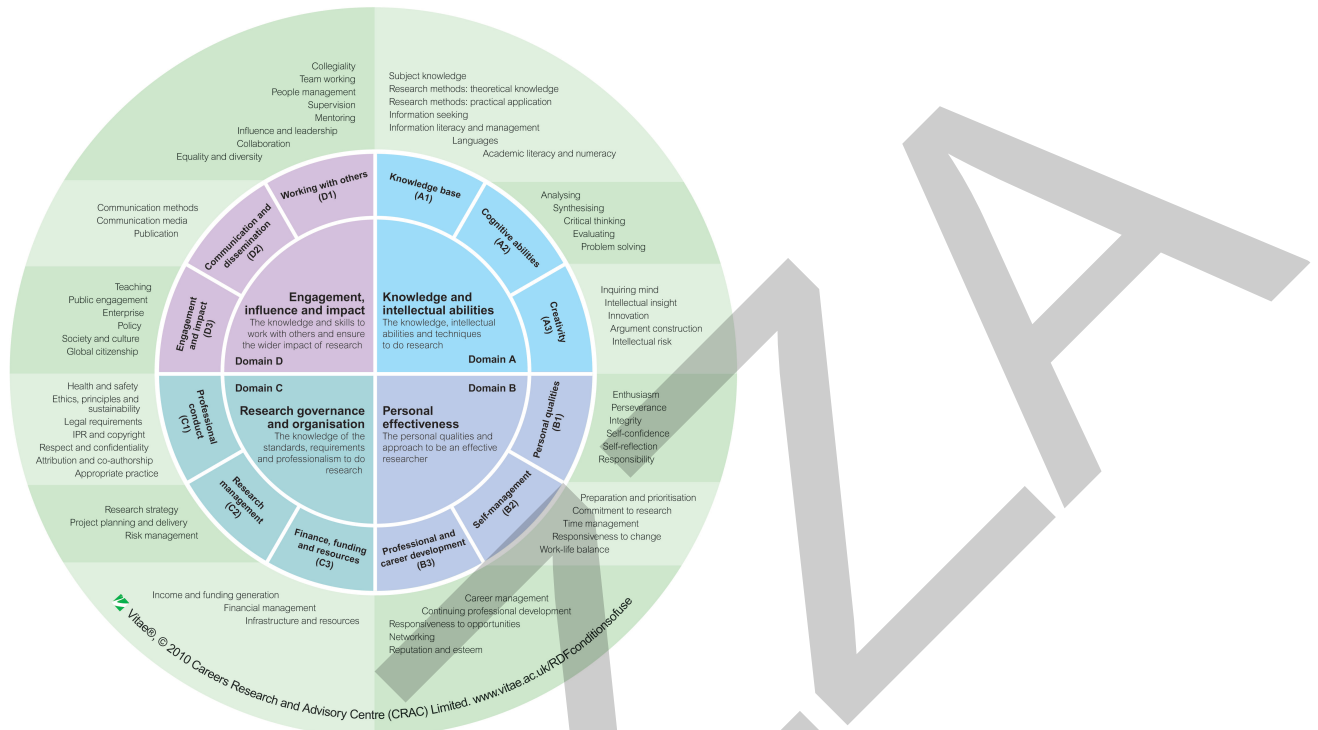 Collegiality
Team working
People management
Supervision
Mentoring
Influence and leadership
Collaboration
Equality and diversity
Subject knowledge
Research methods: theoretical knowledge
Research methods: practical application
Information seeking
Information literacy and management
Languages
Academic literacy and numeracy
Communication methods
Communication media
Publication
Analysing
Synthesising
Critical thinking
Evaluating
Problem solving
Teaching
Public engagement
Enterprise
Policy
Society and culture
Global citizenship
Inquiring mind
Intellectual insight
Innovation
Argument construction
Intellectual risk
Working with others
(D1)
Knowledge base
(A1)
Communication and
dissemination
(D2)
Cognitive abilities
(A2)
Engagement
and impact
(D3)
Creativity
(A3)
Engagement,
influence and impact
The knowledge and skills to
work with others and ensure
the wider impact of research
Domain D
Knowledge and
intellectual abilities
The knowledge, intellectual
abilities and techniques
to do research
Domain A
Domain C
Research governance
and organisation
The knowledge of the
standards, requirements
and professionalism to do
research
Domain B
Personal
effectiveness
The personal qualities and
approach to be an effective
researcher
Professional
conduct
(C1)
Personal qualities
(B1)
Research
management
(C2)
Self-management
(B2)
Finance, funding
and resources
(C3)
Professional and
career development
(B3)
Health and safety
Ethics, principles and
sustainability
Legal requirements
IPR and copyright
Respect and confidentiality
Attribution and co-authorship
Appropriate practice
Enthusiasm
Perseverance
Integrity
Self-confidence
Self-reflection
Responsibility
Research strategy
Project planning and delivery
Risk management
Preparation and prioritisation
Commitment to research
Time management
Responsiveness to change
Work-life balance
Income and funding generation
Financial management
Infrastructure and resources
Career management
Continuing professional development
Responsiveness to opportunities
Networking
Reputation and esteem
Vitae®, © 2010 Careers Research and Advisory Centre (CRAC) Limited. www.vitae.ac.uk/RDFconditionsofuse